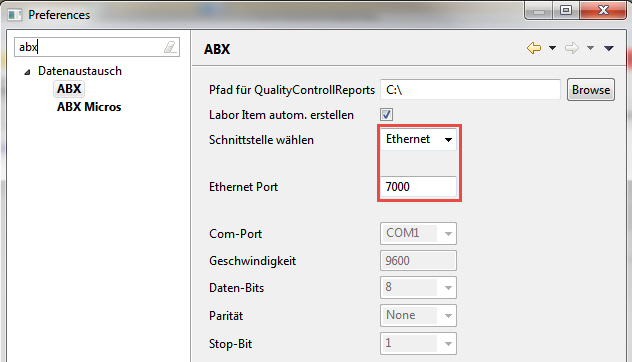 Preferences
abx
Datenaustausch
ABX
ABX Micros
ABX
Pfad für QualityControllReports C:\ Browse
Labor Item autom. erstellen
Schnittstelle wählen Ethernet
Ethernet Port 7000
Com-Port COM1
Geschwindigkeit 9600
Daten-Bits 8
Parität None
Stop-Bit 1